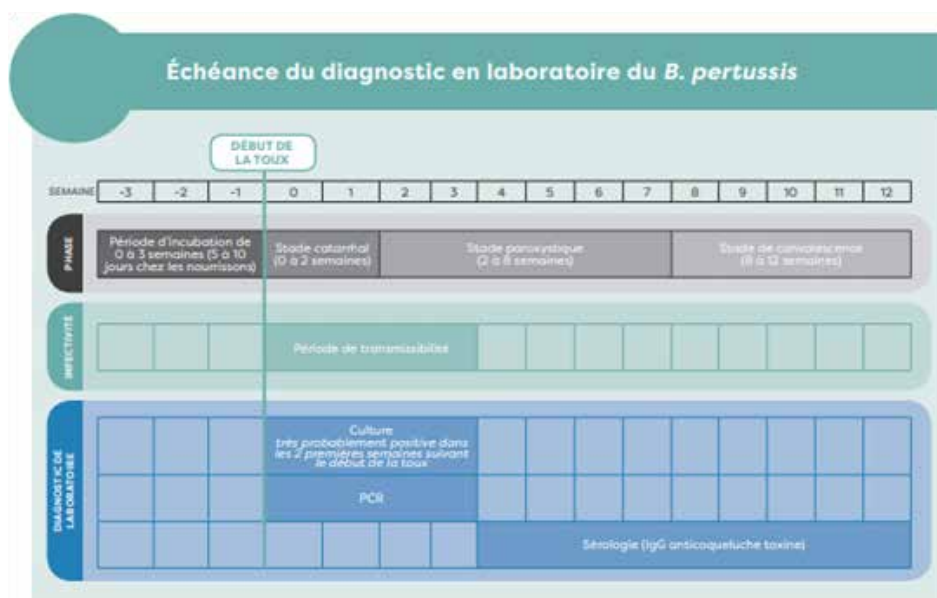 Échéance du diagnostic en laboratoire du B. pertussis
DÉBUT DE
LA TOUX
SEMAINE -3 -2 -1 0 1 2 3 4 5 6 7 8 9 10 11 12
PHASE
Période d'incubation de
0 à 3 semaines (5 à 10
jours chez les nourrissons)
Stade catarrhal
(0 à 2 semaines)
Stade paroxystique
(2 à 8 semaines)
Stade de convalescence
(8 à 12 semaines)
INFECTIVITÉ
Période de transmissibilité
DIAGNOSTIC DE
LABORATOIRE
Culture
très probablement positive dans
les 2 premières semaines suivant
le début de la toux
PCR
Sérologie (IgG anticoqueluche toxine)